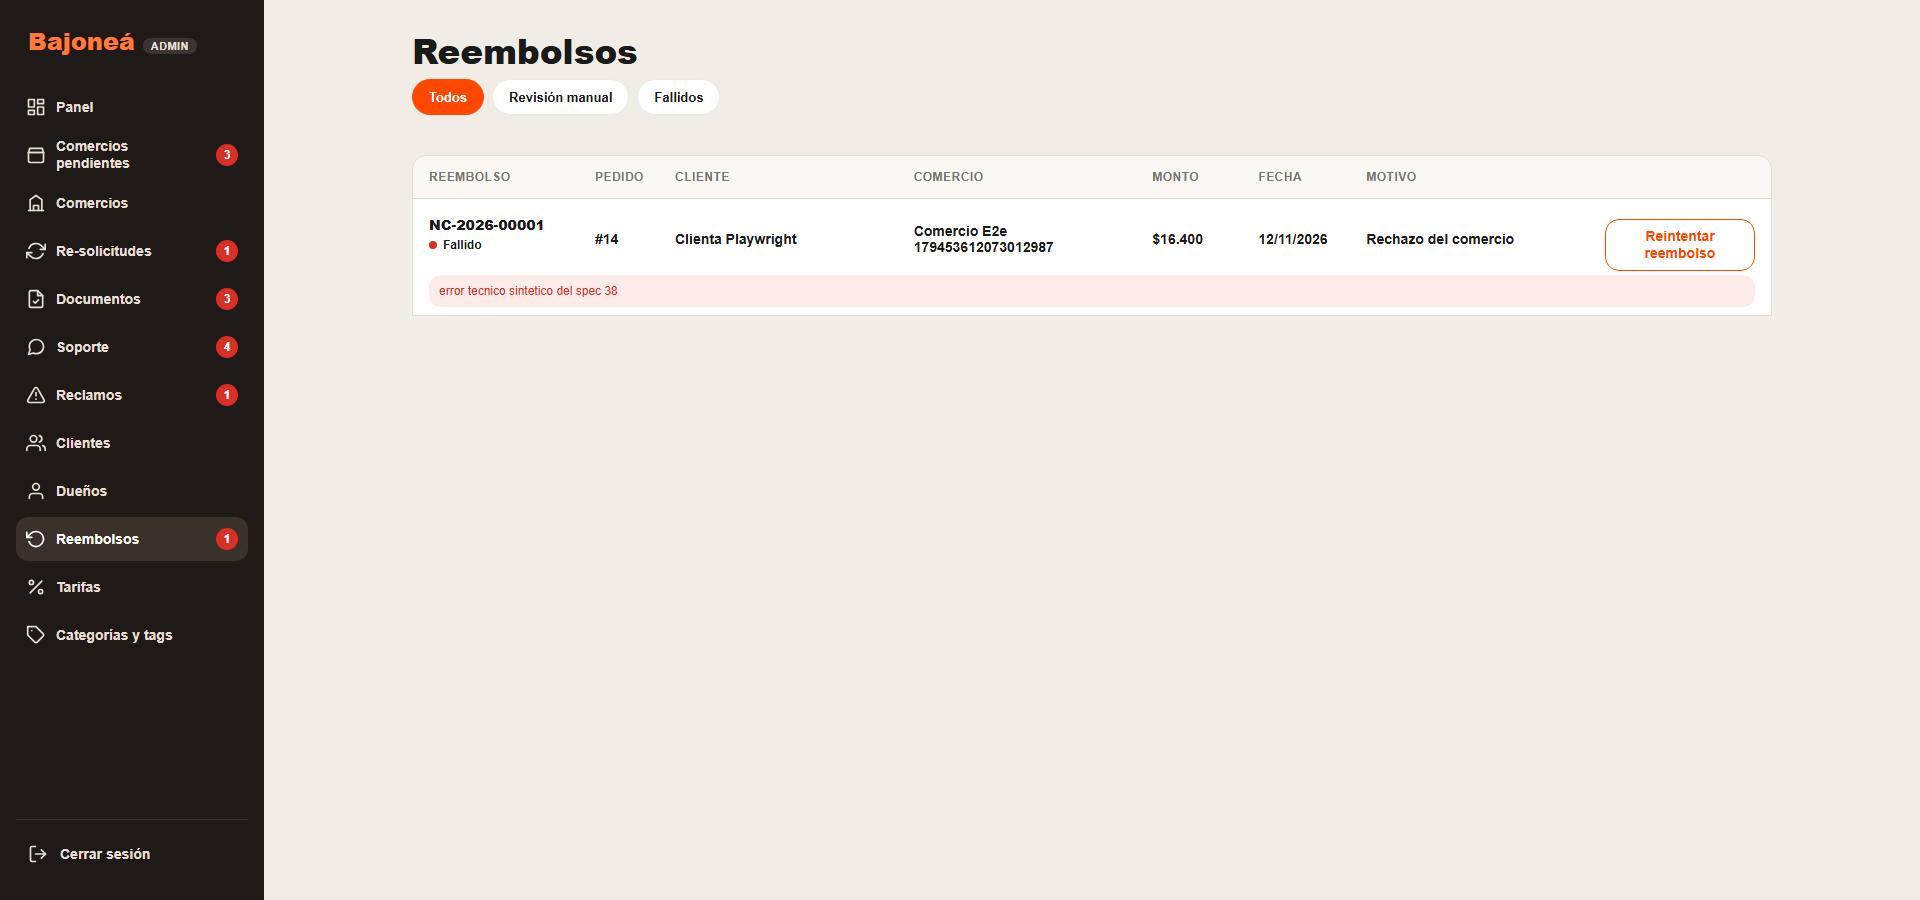 Bajoneá ADMIN
Panel
Comercios
pendientes 3
Comercios
Re-solicitudes 1
Documentos 3
Soporte 4
Reclamos 1
Clientes
Dueños
Reembolsos 1
Tarifas
Categorías y tags
Cerrar sesión
Reembolsos
Todos Revisión manual Fallidos
REEMBOLSO PEDIDO CLIENTE COMERCIO MONTO FECHA MOTIVO
NC-2026-00001
Fallido
#14
Clienta Playwright
Comercio E2e
179453612073012987
$16.400
12/11/2026
Rechazo del comercio
Reintentar
reembolso
error tecnico sintetico del spec 38